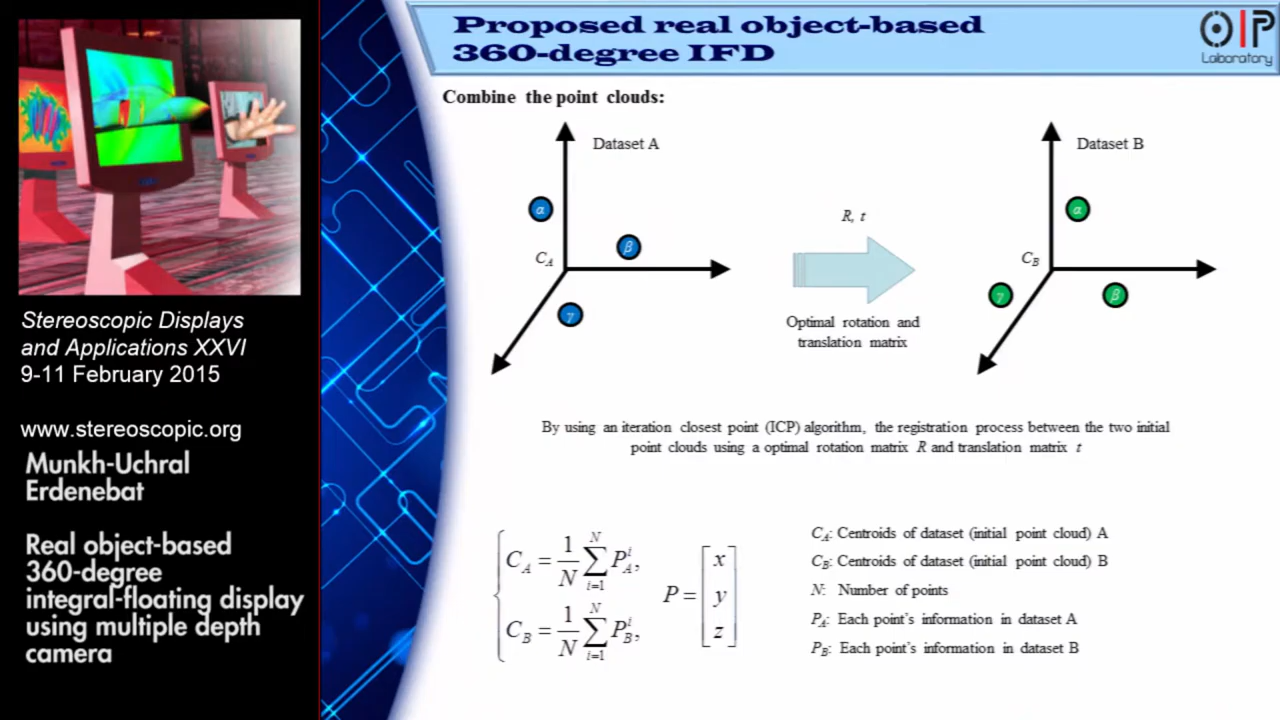 Proposed real object-based
360-degree IFD
OIP
Laboratory
Combine the point clouds:
Dataset A
α
β
C_A
γ
R, t
Optimal rotation and
translation matrix
Dataset B
α
C_B
γ
β
By using an iteration closest point (ICP) algorithm, the registration process between the two initial
point clouds using a optimal rotation matrix R and translation matrix t
C_A = 1/N ∑_{i=1}^{N} P_A^i,
C_B = 1/N ∑_{i=1}^{N} P_B^i,
P = [x y z]
C_A: Centroids of dataset (initial point cloud) A
C_B: Centroids of dataset (initial point cloud) B
N: Number of points
P_A: Each point's information in dataset A
P_B: Each point's information in dataset B
Stereoscopic Displays
and Applications XXVI
9-11 February 2015
www.stereoscopic.org
Munkh-Uchral
Erdenebat
Real object-based
360-degree
integral-floating display
using multiple depth
camera